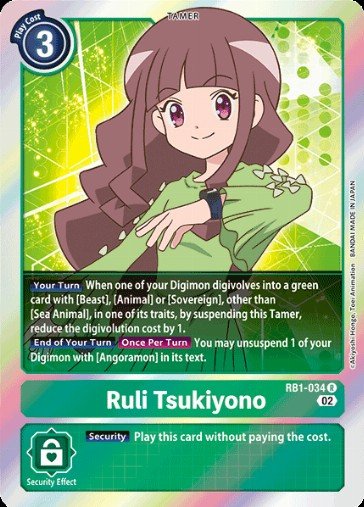 TAMER
Play Cost
3
Your Turn When one of your Digimon digivolves into a green
card with [Beast], [Animal] or [Sovereign], other than
[Sea Animal], in one of its traits, by suspending this Tamer,
reduce the digivolution cost by 1.
End of Your Turn Once Per Turn You may unsuspend 1 of your
Digimon with [Angoramon] in its text.
©Akiyoshi Hongo, Toei Animation BANDAI MADE IN JAPAN
RB1-034 R
Ruli Tsukiyono
02
Security Play this card without paying the cost.
Security Effect